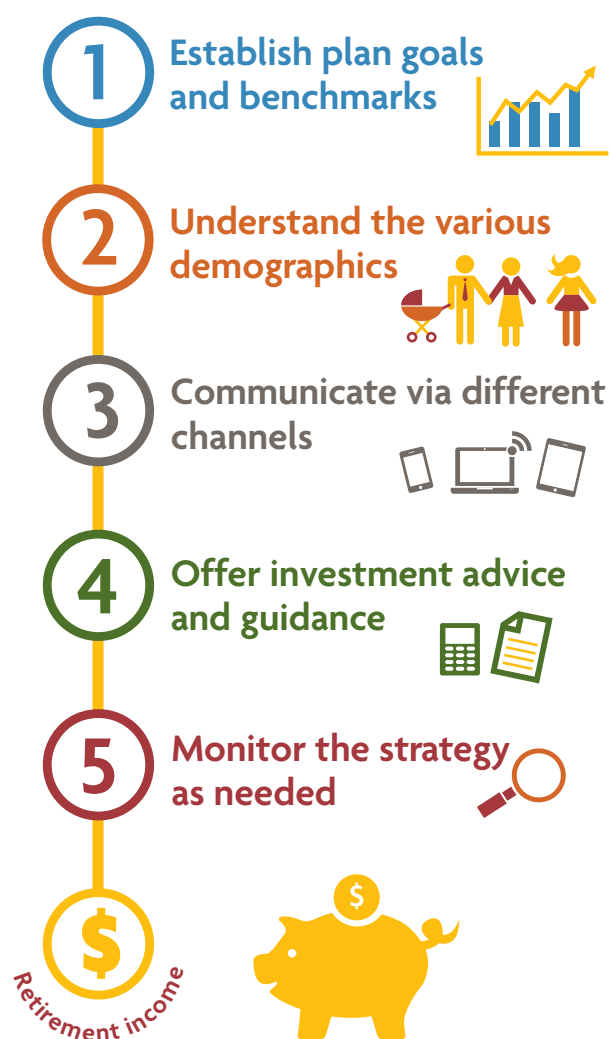 1
Establish plan goals
and benchmarks
2
Understand the various
demographics
3
Communicate via different
channels
4
Offer investment advice
and guidance
5
Monitor the strategy
as needed
$
$
Retirement income